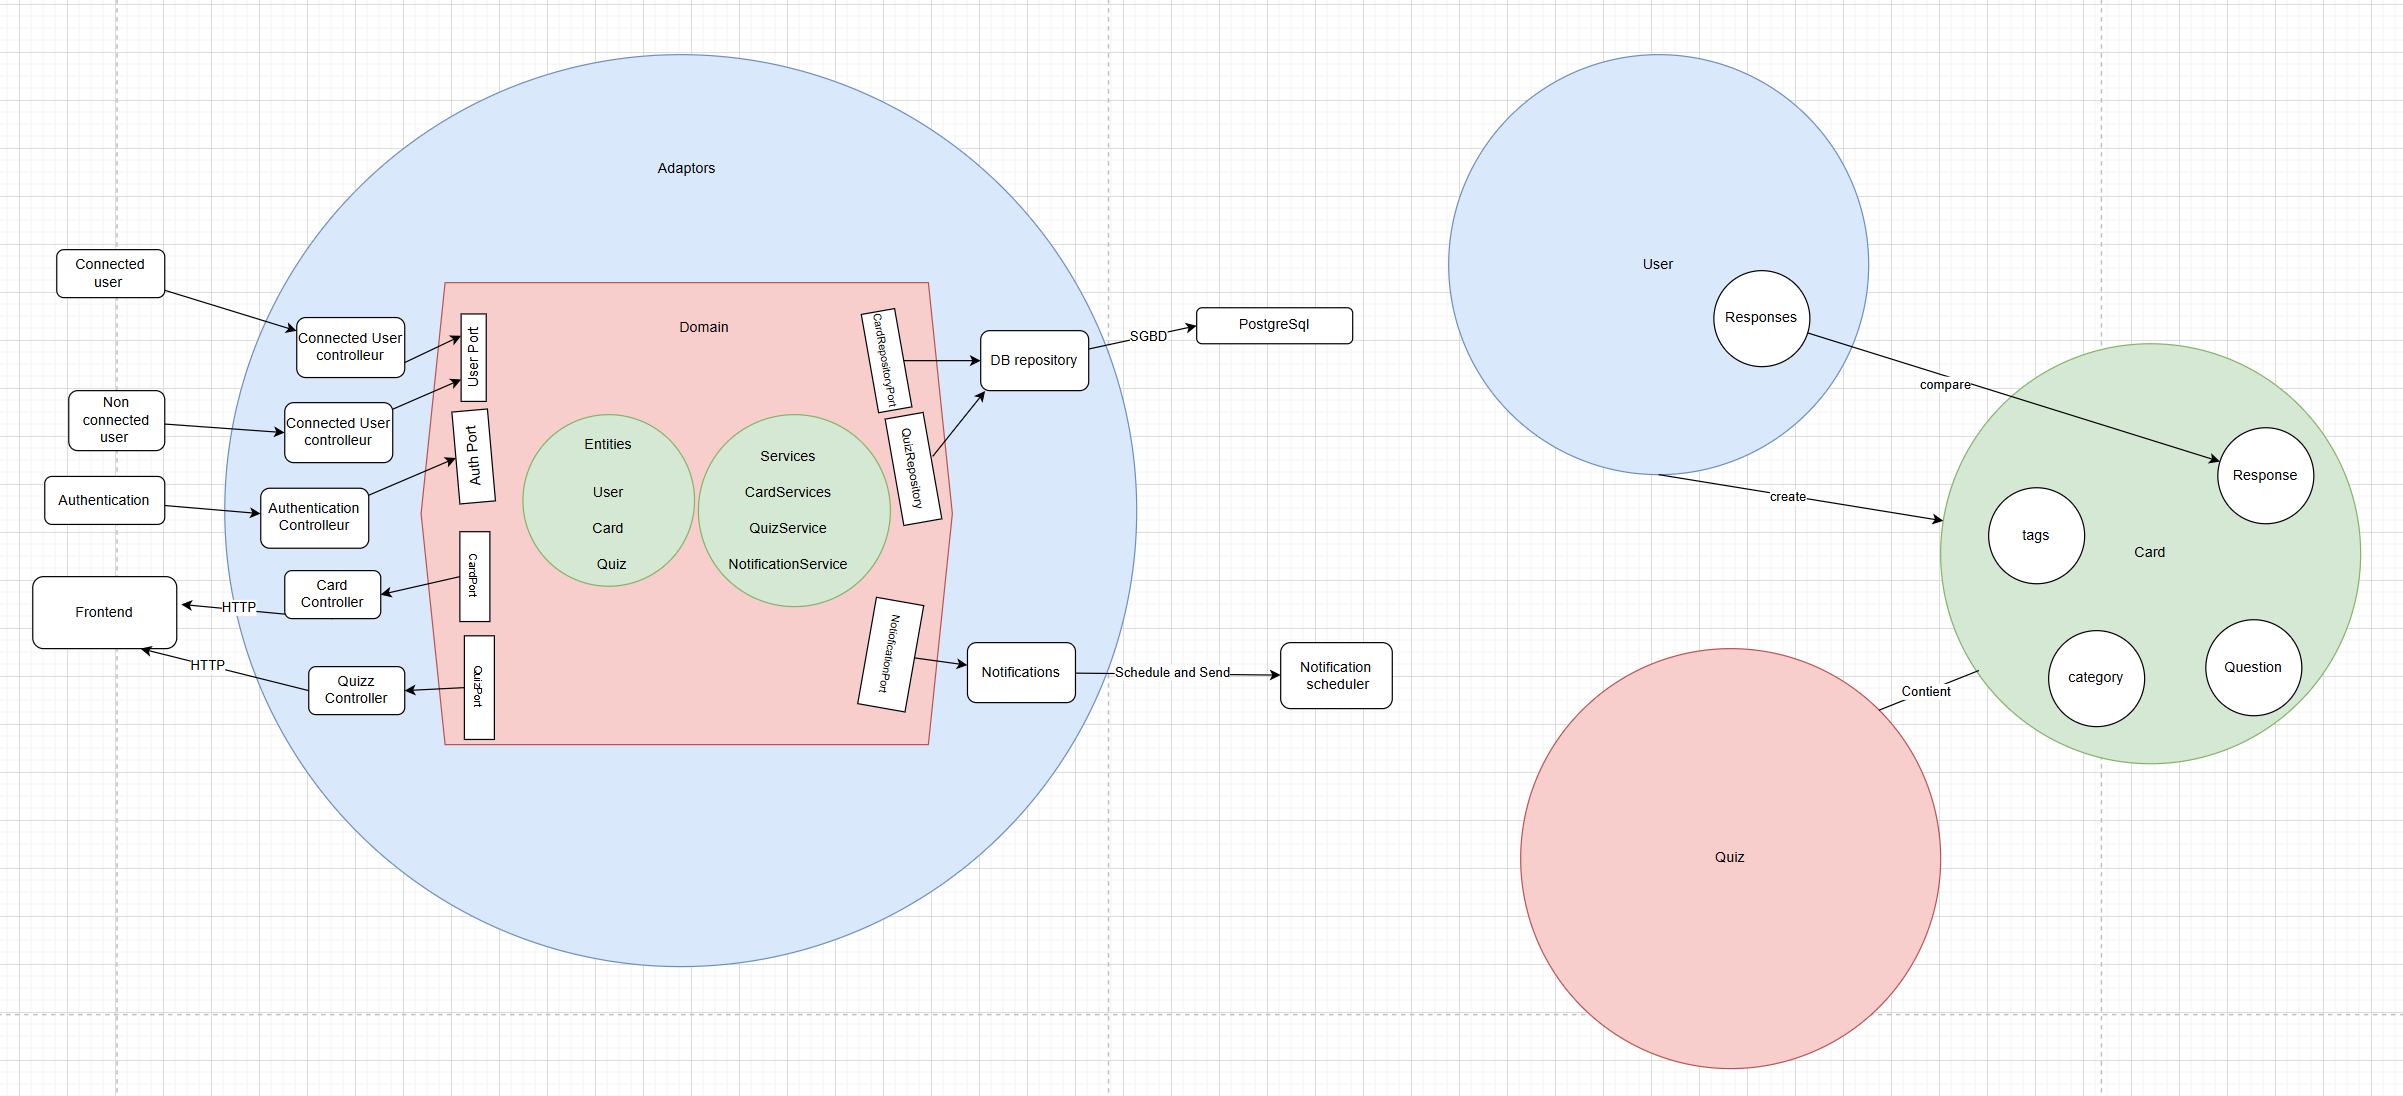 Adaptors
Connected
user
Connected User
controlleur
Non
connected
user
Connected User
controlleur
Authentication
Authentication
Controlleur
Frontend
HTTP
Card
Controller
HTTP
Quizz
Controller
Domain
User Port
Auth Port
CardPort
QuizPort
Entities
User
Card
Quiz
Services
CardServices
QuizService
NotificationService
CardRepositoryPort
QuizRepository
NotiofificationPort
DB repository
SGBD
PostgreSql
Notifications
Schedule and Send
Notification
scheduler
User
Responses
compare
create
Response
tags
Card
category
Question
Contient
Quiz